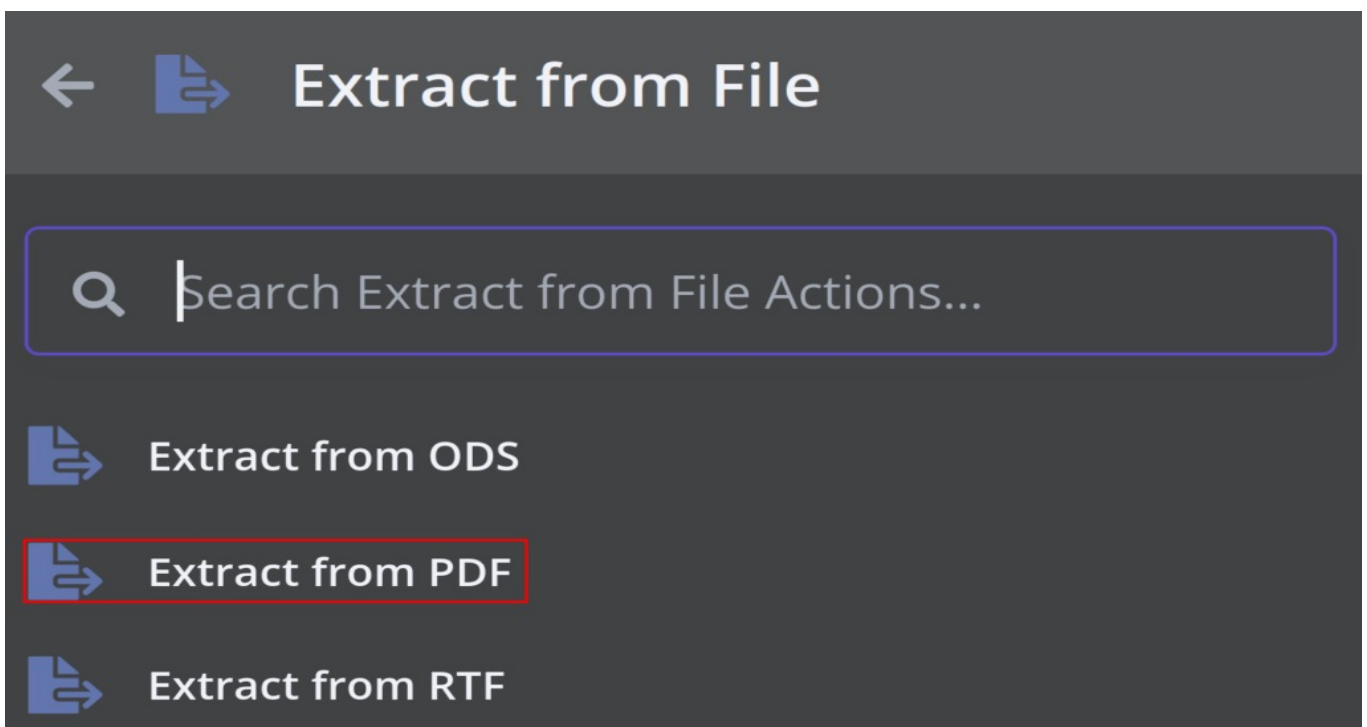 Extract from File
Search Extract from File Actions...
Extract from ODS
Extract from PDF
Extract from RTF